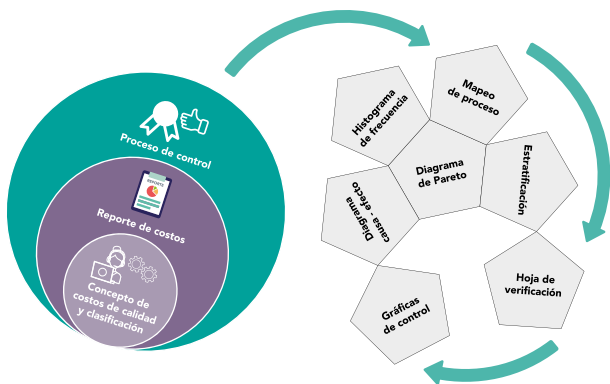 Proceso de control
REPORTE
Reporte de costos
Concepto de
costos de calidad
y clasificación
Histograma
de frecuencia
Mapeo
de proceso
Diagrama
de Pareto
Estratificación
Diagrama
causa - efecto
Hoja de
verificación
Gráficas
de control